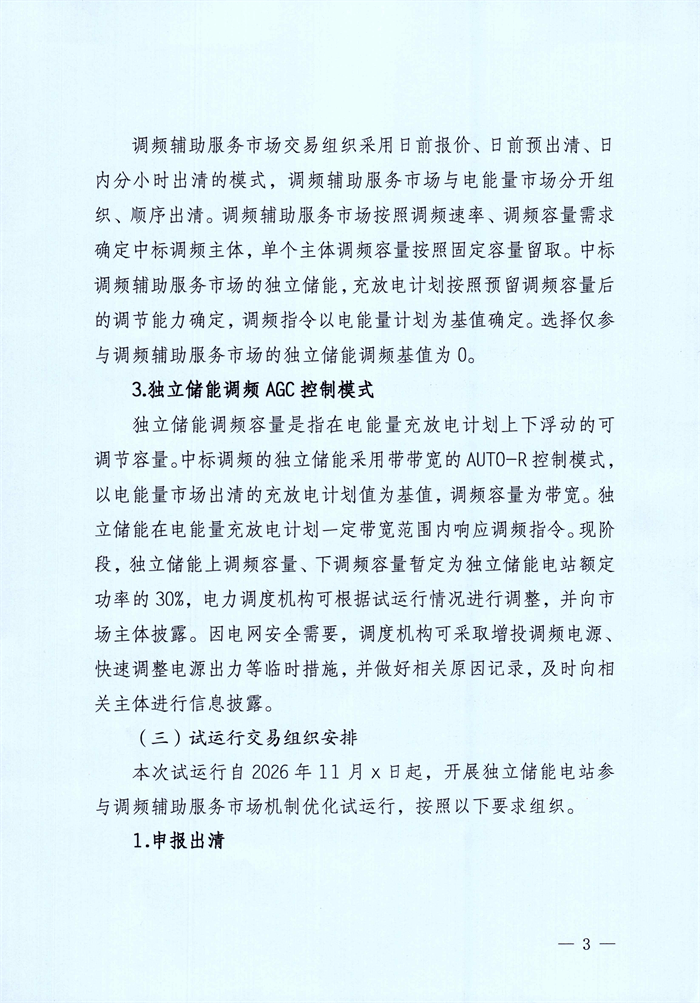 调频辅助服务市场交易组织采用日前报价、日前预出清、日
内分小时出清的模式，调频辅助服务市场与电能量市场分开组
织、顺序出清。调频辅助服务市场按照调频速率、调频容量需求
确定中标调频主体，单个主体调频容量按照固定容量留取。中标
调频辅助服务市场的独立储能，充放电计划按照预留调频容量后
的调节能力确定，调频指令以电能量计划为基值确定。选择仅参
与调频辅助服务市场的独立储能调频基值为 0。
3.独立储能调频 AGC 控制模式
独立储能调频容量是指在电能量充放电计划上下浮动的可
调节容量。中标调频的独立储能采用带带宽的 AUTO-R 控制模式，
以电能量市场出清的充放电计划值为基值，调频容量为带宽。独
立储能在电能量充放电计划一定带宽范围内响应调频指令。现阶
段，独立储能上调频容量、下调频容量暂定为独立储能电站额定
功率的 30%，电力调度机构可根据试运行情况进行调整，并向市
场主体披露。因电网安全需要，调度机构可采取增投调频电源、
快速调整电源出力等临时措施，并做好相关原因记录，及时向相
关主体进行信息披露。
（三）试运行交易组织安排
本次试运行自 2026 年 11 月 x 日起，开展独立储能电站参
与调频辅助服务市场机制优化试运行，按照以下要求组织。
1.申报出清
— 3 —